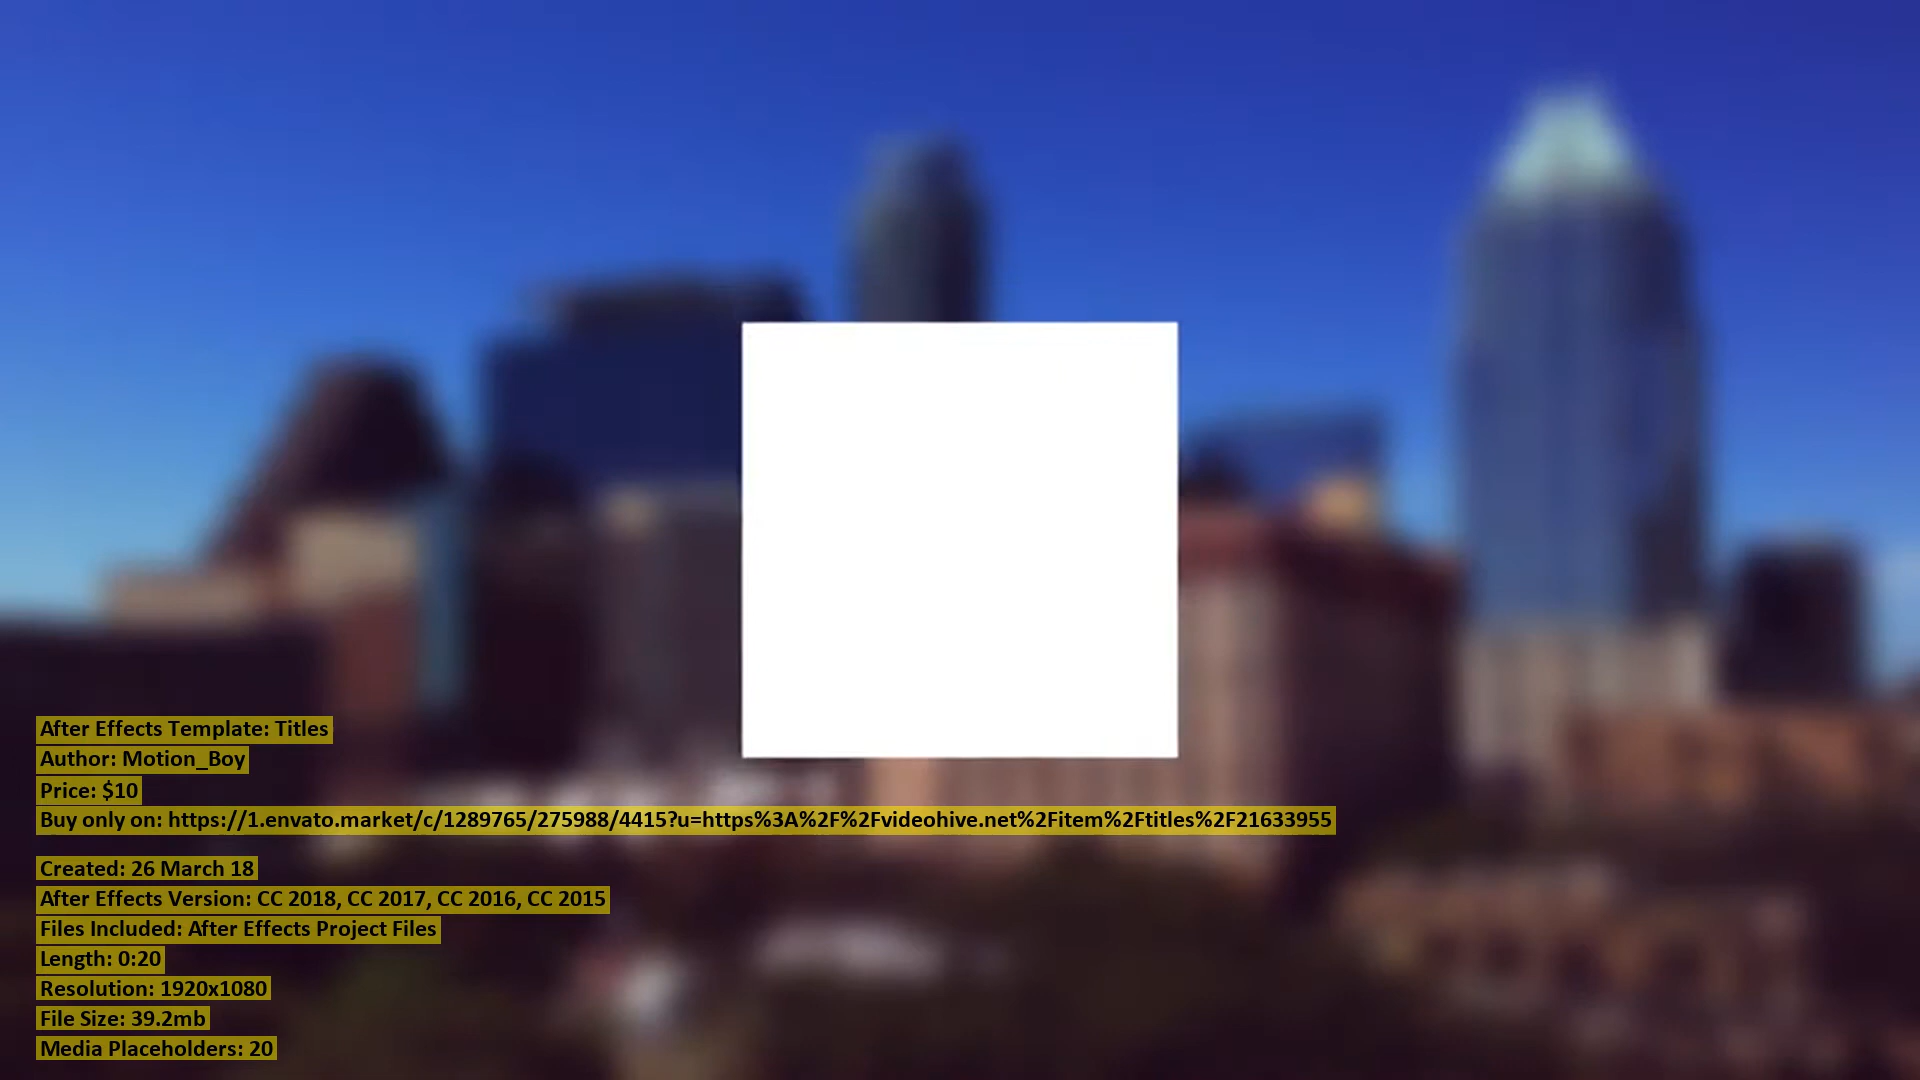 After Effects Template: Titles
Author: Motion_Boy
Price: $10
Buy only on: https://1.envato.market/c/1289765/275988/4415?u=https%3A%2F%2Fvideohive.net%2Fitem%2Ftitles%2F21633955
Created: 26 March 18
After Effects Version: CC 2018, CC 2017, CC 2016, CC 2015
Files Included: After Effects Project Files
Length: 0:20
Resolution: 1920x1080
File Size: 39.2mb
Media Placeholders: 20